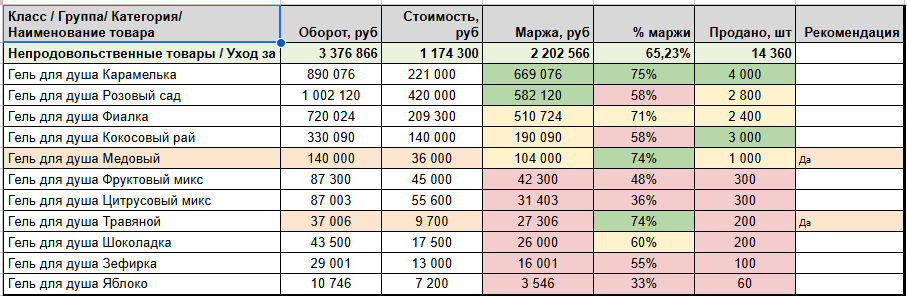 Класс / Группа/ Категория/ Наименование товара Оборот, руб Стоимость, руб Маржа, руб % маржи Продано, шт Рекомендация
Непродовольственные товары / Уход за 3 376 866 1 174 300 2 202 566 65,23% 14 360
Гель для душа Карамелька 890 076 221 000 669 076 75% 4 000
Гель для душа Розовый сад 1 002 120 420 000 582 120 58% 2 800
Гель для душа Фиалка 720 024 209 300 510 724 71% 2 400
Гель для душа Кокосовый рай 330 090 140 000 190 090 58% 3 000
Гель для душа Медовый 140 000 36 000 104 000 74% 1 000 Да
Гель для душа Фруктовый микс 87 300 45 000 42 300 48% 300
Гель для душа Цитрусовый микс 87 003 55 600 31 403 36% 300
Гель для душа Травяной 37 006 9 700 27 306 74% 200 Да
Гель для душа Шоколадка 43 500 17 500 26 000 60% 200
Гель для душа Зефирка 29 001 13 000 16 001 55% 100
Гель для душа Яблоко 10 746 7 200 3 546 33% 60